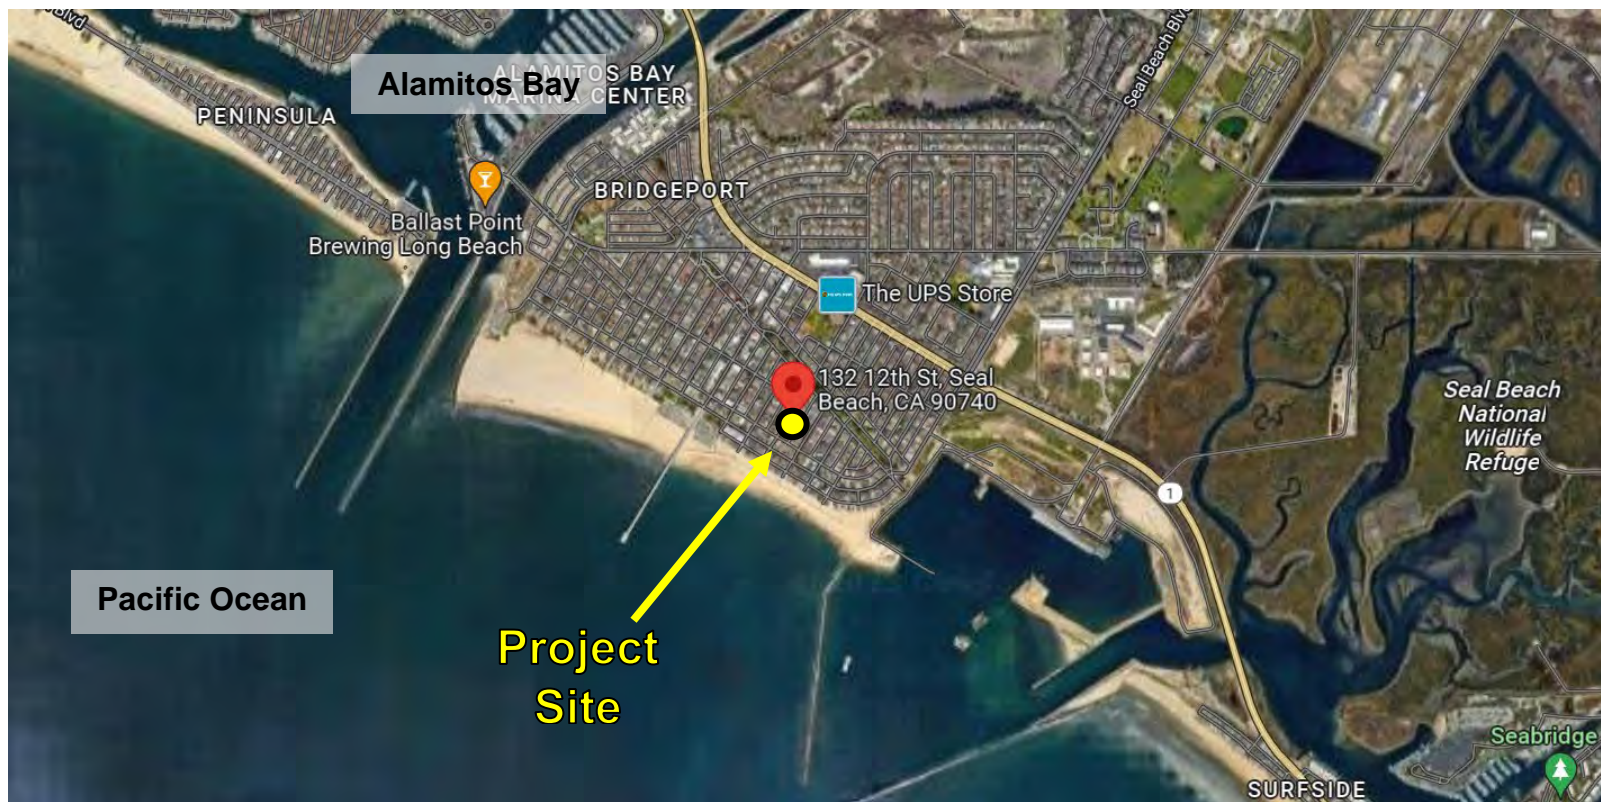 Blvd
Alamitos Bay
ALAMITOS BAY
MARINA CENTER
PENINSULA
Seal Beach Blvd
BRIDGEPORT
Ballast Point
Brewing Long Beach
The UPS Store
132 12th St, Seal
Beach, CA 90740
Seal Beach
National
Wildlife
Refuge
1
Pacific Ocean
Project
Site
Seabridge
SURFSIDE